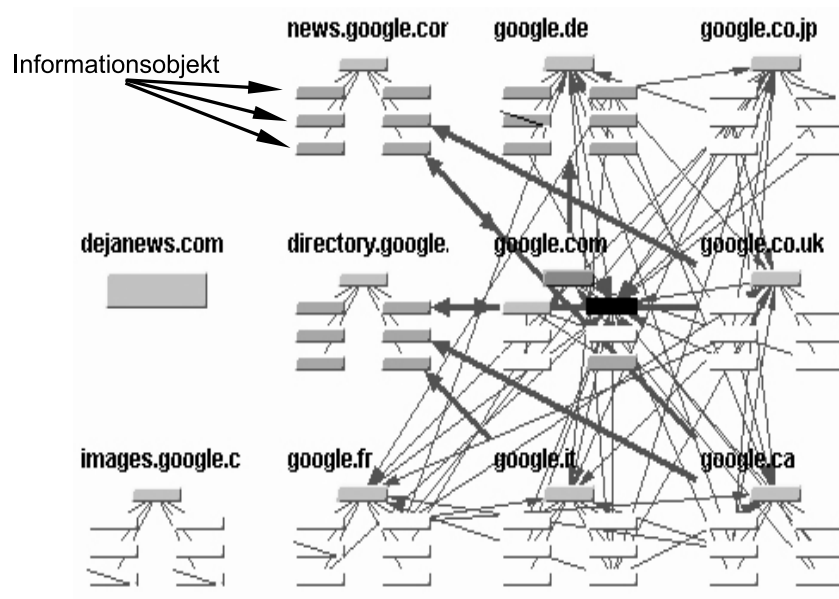 news.google.cor
google.de
google.co.jp
Informationsobjekt
dejanews.com
directory.google.
google.com
google.co.uk
images.google.c
google.fr
google.it
google.ca